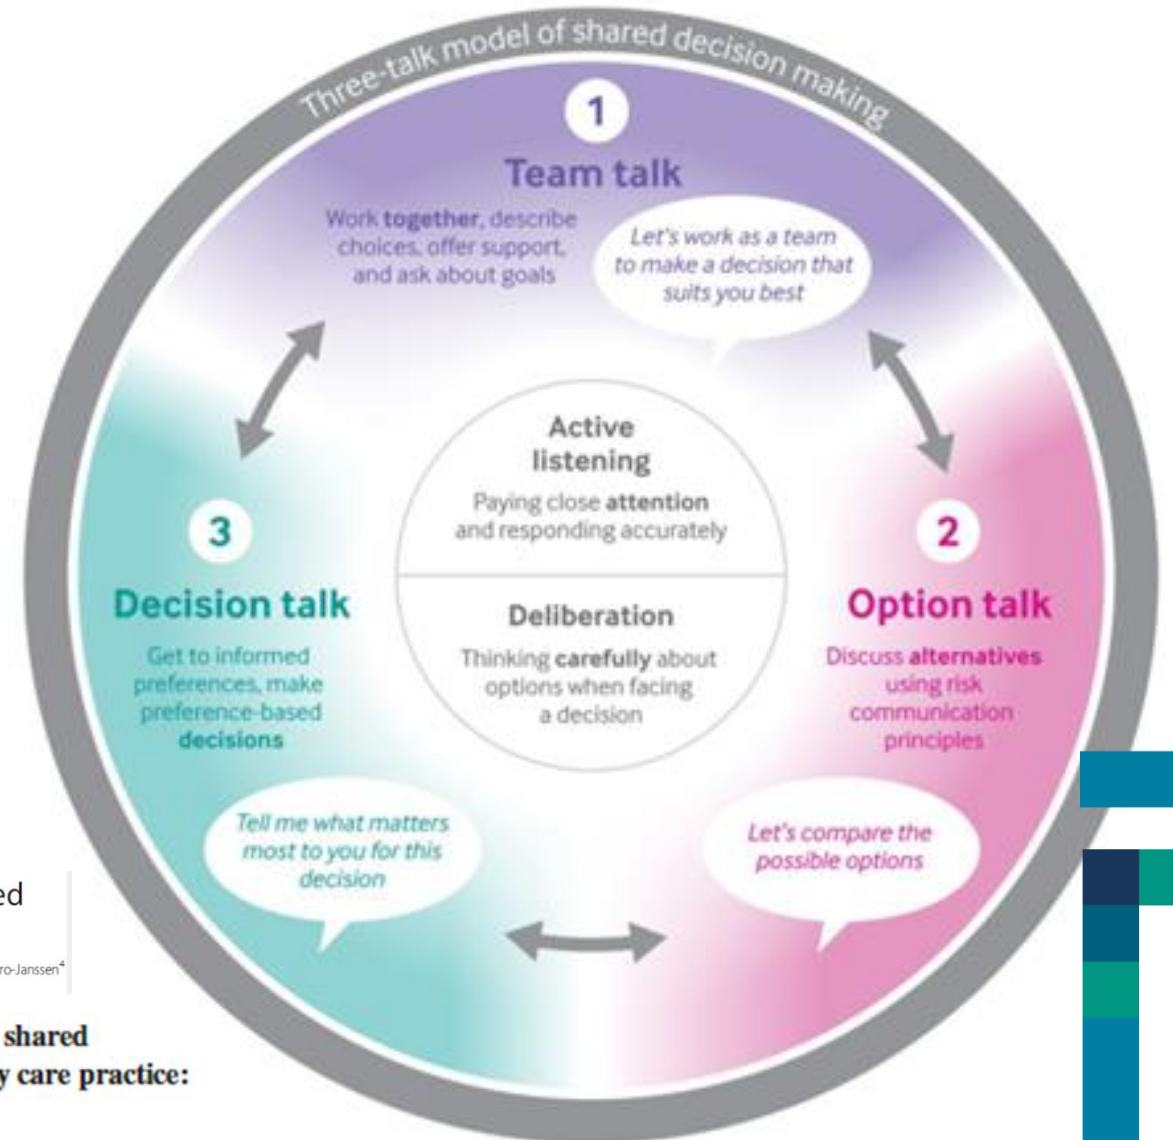 Three-talk model of shared decision making
1
Team talk
Work together, describe
choices, offer support,
and ask about goals
Let's work as a team
to make a decision that
suits you best
Active
listening
Paying close attention
and responding accurately
Deliberation
Thinking carefully about
options when facing
a decision
2
Option talk
Discuss alternatives
using risk
communication
principles
Let's compare the
possible options
3
Decision talk
Get to informed
preferences, make
preference-based
decisions
Tell me what matters
most to you for this
decision
ed
ro-Janssen⁴
shared
y care practice: